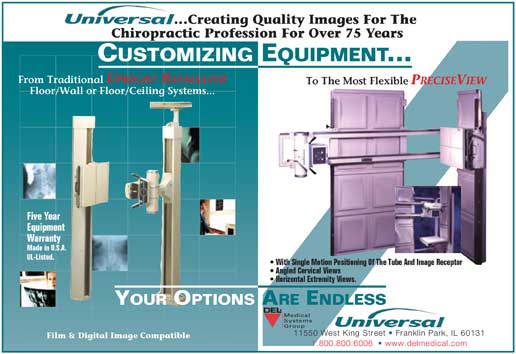 Universal...Creating Quality Images For The
Chiropractic Profession For Over 75 Years
CUSTOMIZING EQUIPMENT...
From Traditional UPRIGHT RAYMASTER
Floor/Wall or Floor/Ceiling Systems...
To The Most Flexible PRECISEVIEW
Five Year
Equipment
Warranty
Made in U.S.A.
UL-Listed.
• With Single Motion Positioning Of The Tube And Image Receptor
• Angled Cervical Views
• Horizontal Extremity Views.
YOUR OPTIONS ARE ENDLESS
Film & Digital Image Compatible
DEL
Medical
Systems
Group
Universal
11550 West King Street • Franklin Park, IL 60131
1.800.800.6006 • www.delmedical.com